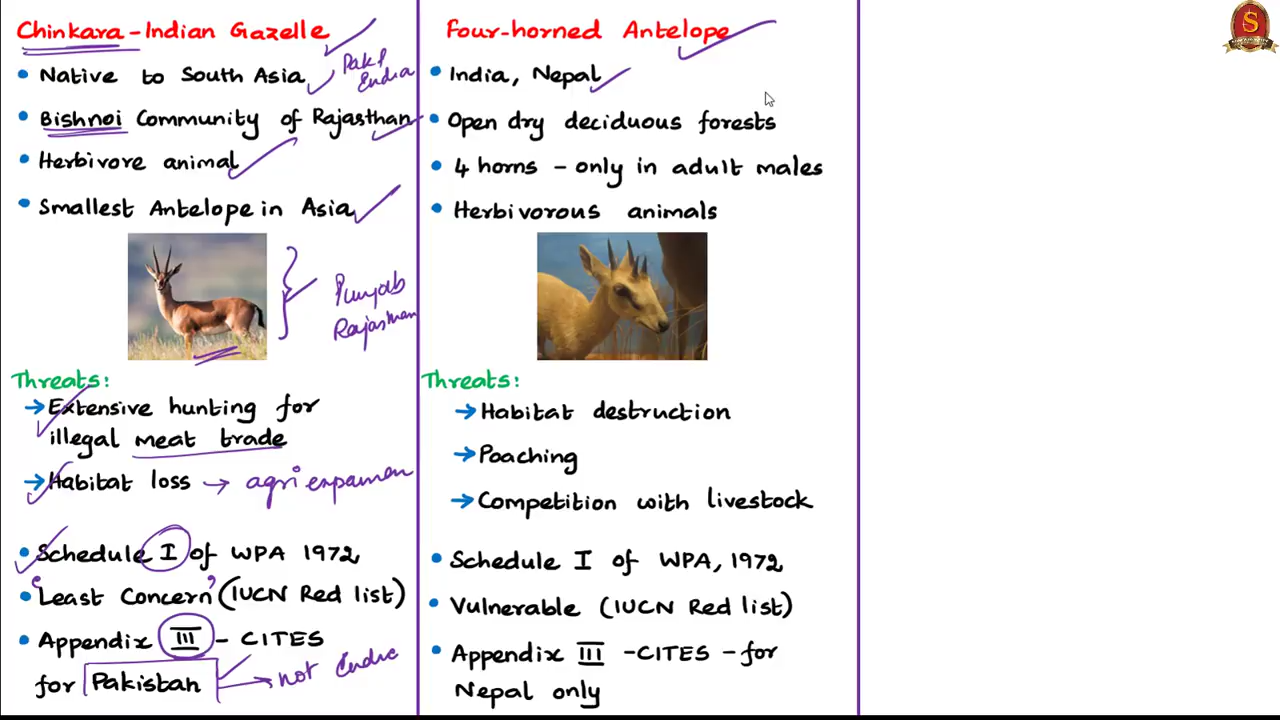 Chinkara - Indian Gazelle
Native to South Asia
Pak &
India
Bishnoi Community of Rajasthan
Herbivore animal
Smallest Antelope in Asia
Punjab
Rajasthan
Threats:
→ Extensive hunting for
illegal meat trade
→ Habitat loss → agri expansion
Schedule I of WPA 1972
"Least Concern" (IUCN Red list)
Appendix III - CITES
for Pakistan → not India
Four-horned Antelope
India, Nepal
Open dry deciduous forests
4 horns - only in adult males
Herbivorous animals
Threats:
→ Habitat destruction
→ Poaching
→ Competition with livestock
Schedule I of WPA, 1972
Vulnerable (IUCN Red list)
Appendix III - CITES - for
Nepal only
S